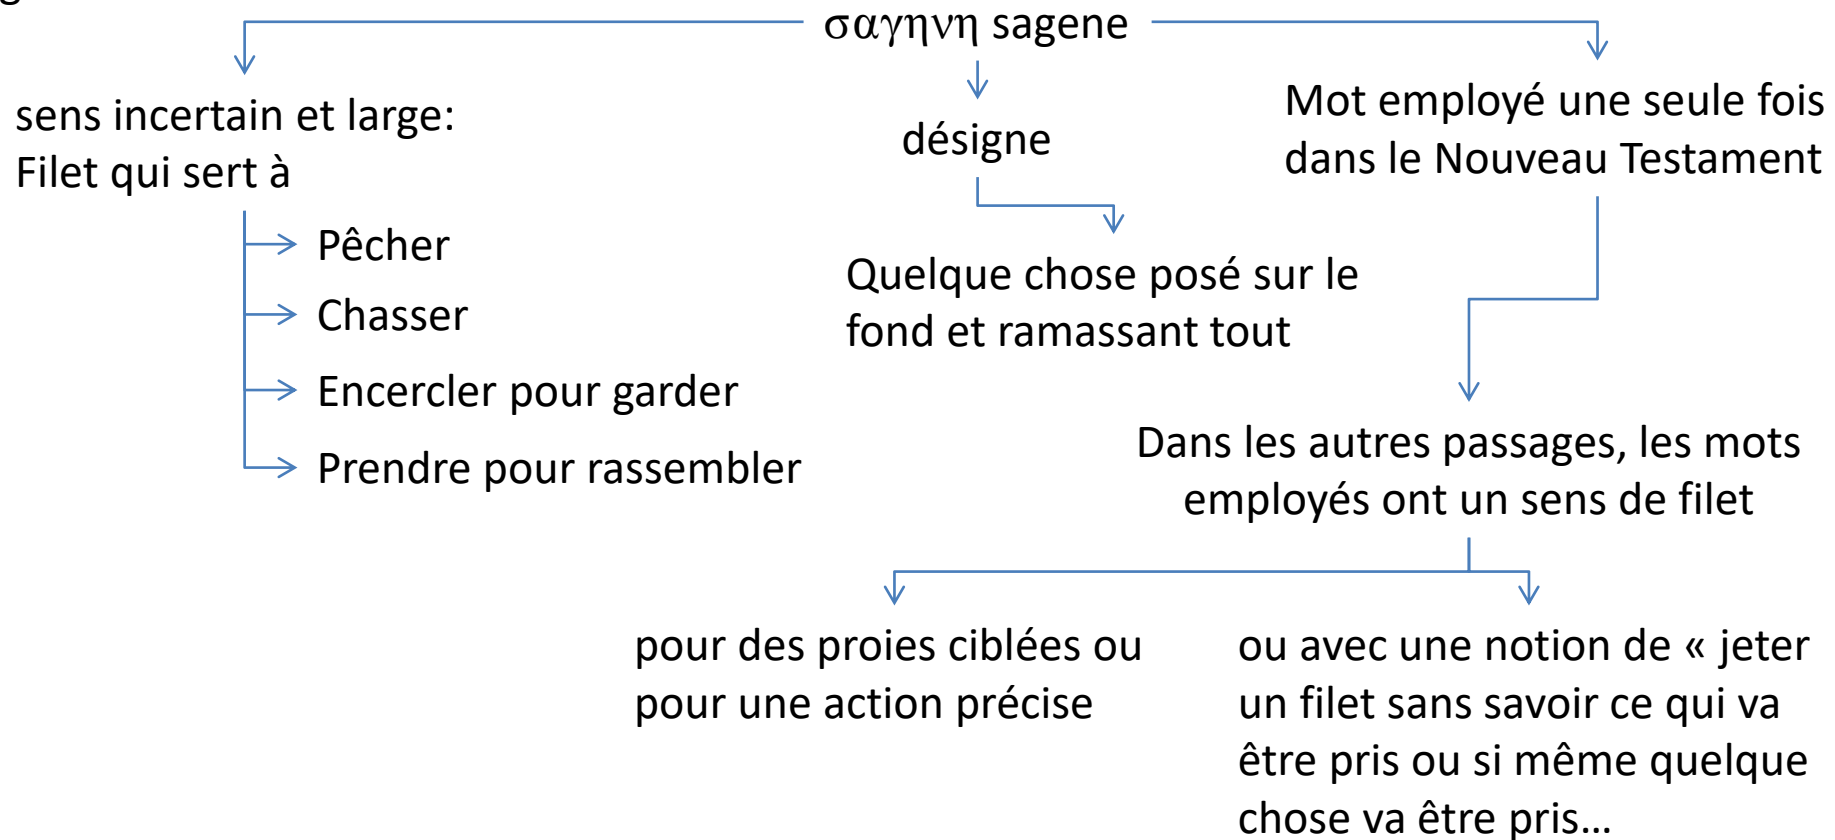 σαγηνη sagene
sens incertain et large:
Filet qui sert à
Pêcher
Chasser
Encercler pour garder
Prendre pour rassembler
désigne
Quelque chose posé sur le
fond et ramassant tout
Mot employé une seule fois
dans le Nouveau Testament
Dans les autres passages, les mots
employés ont un sens de filet
pour des proies ciblées ou
pour une action précise
ou avec une notion de « jeter
un filet sans savoir ce qui va
être pris ou si même quelque
chose va être pris…